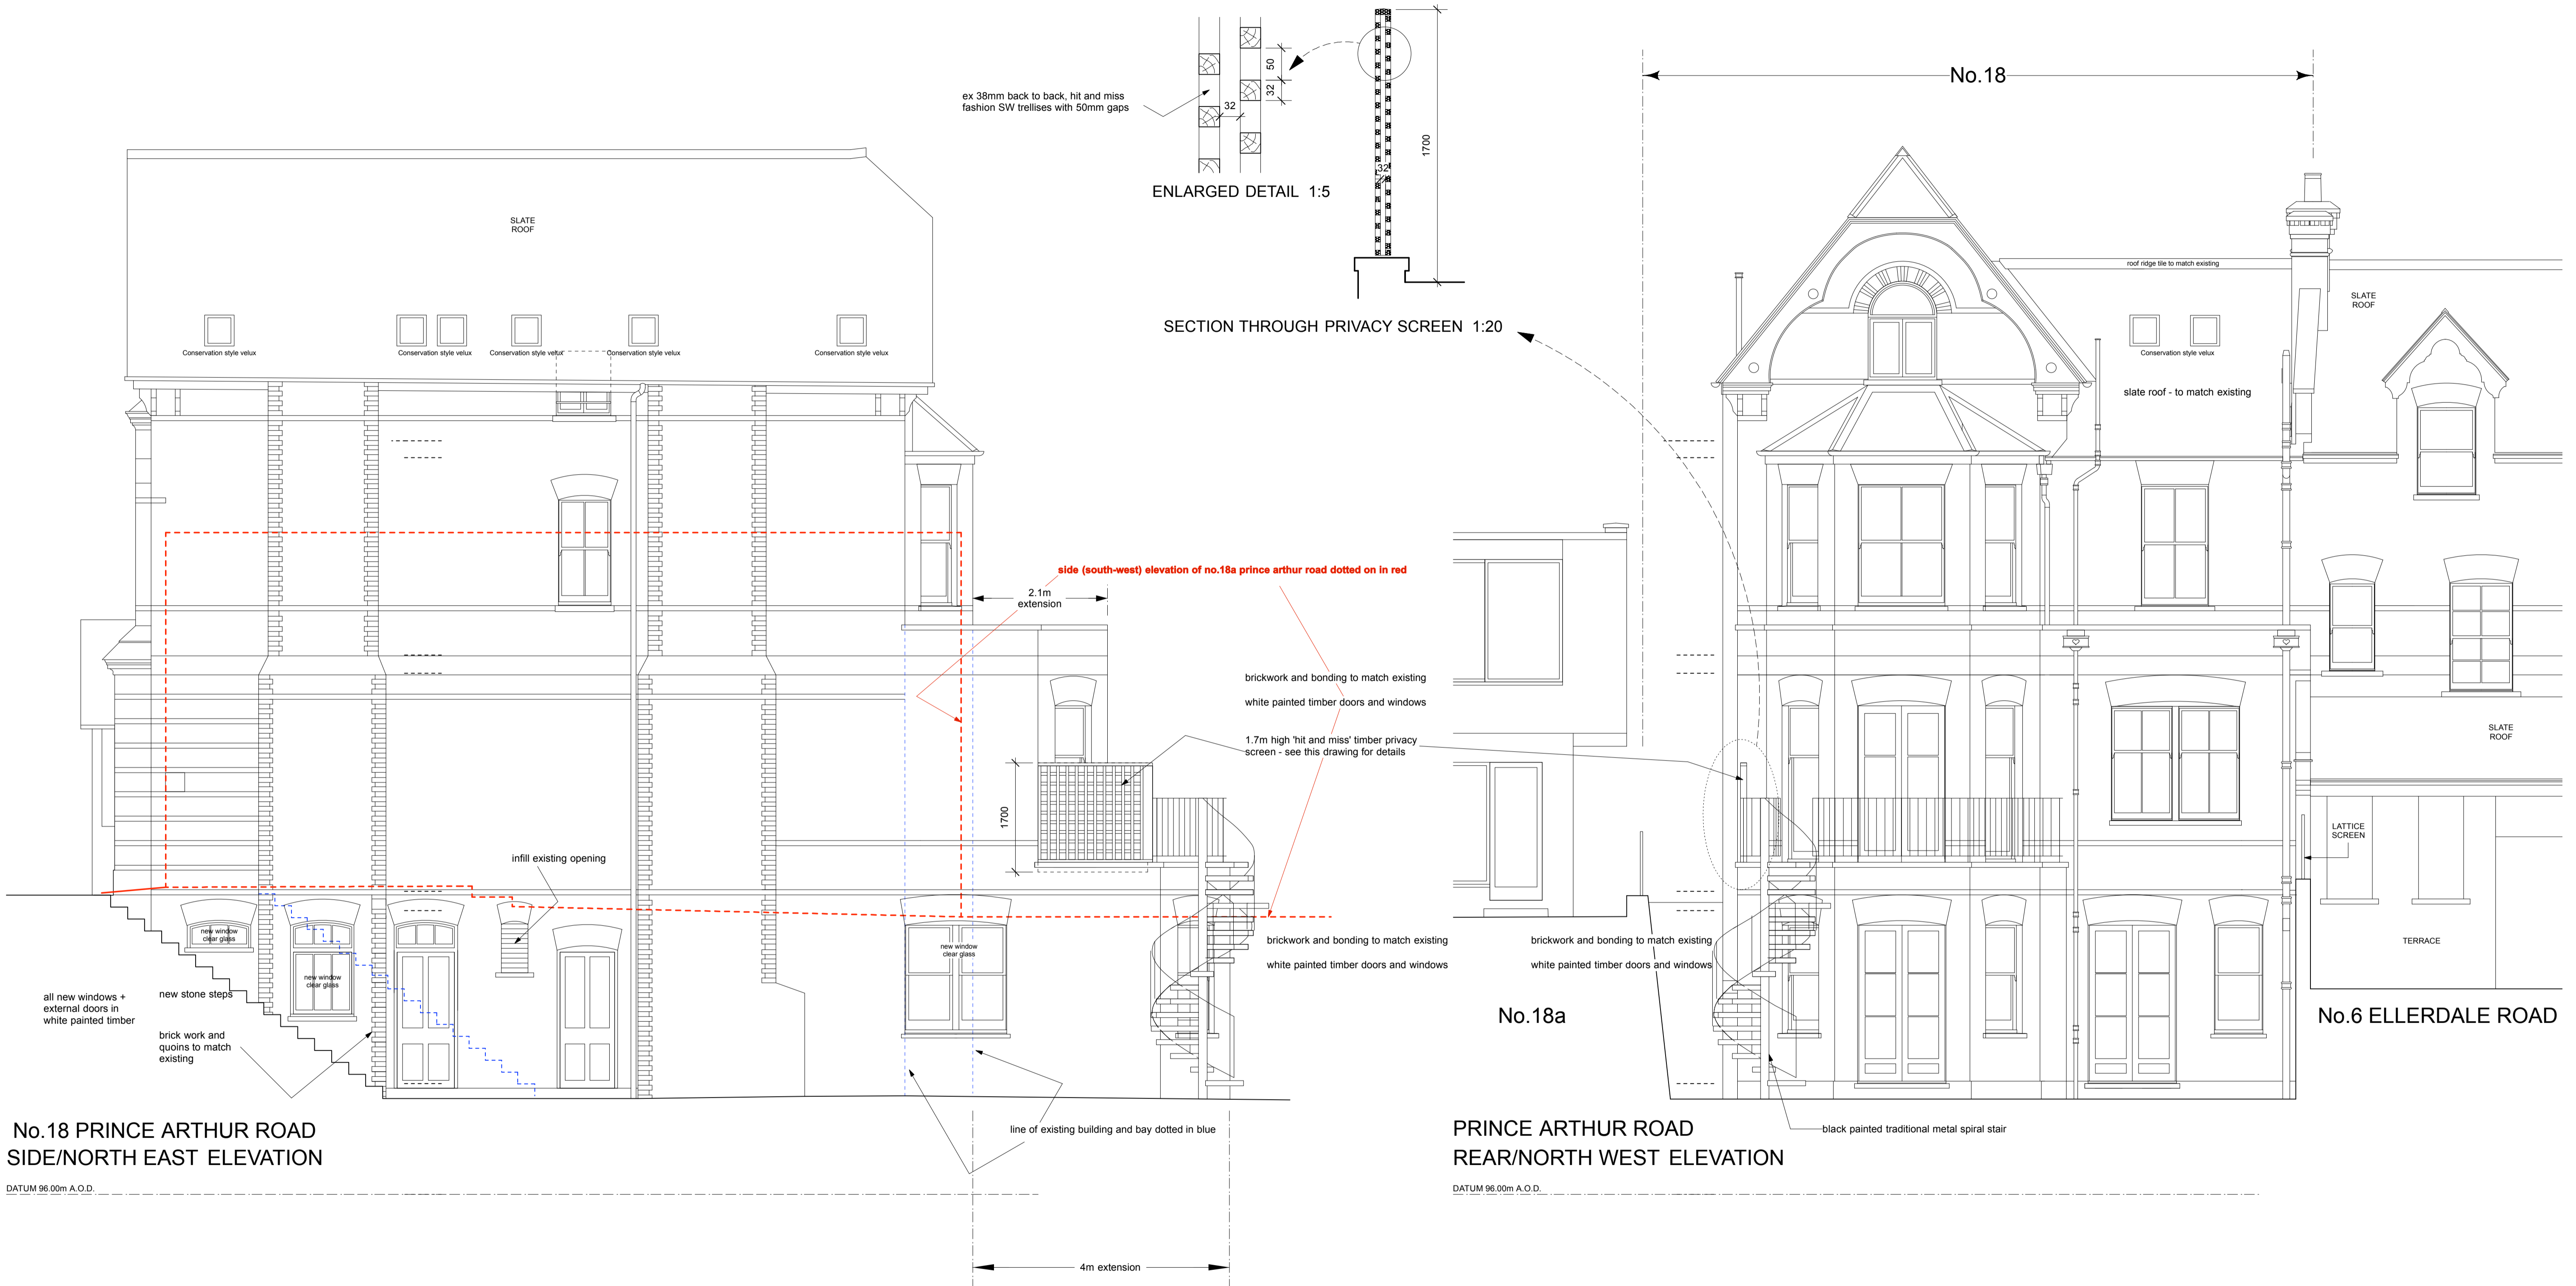 ex 38mm back to back, hit and miss
fashion SW trellises with 50mm gaps
50
32
32
ENLARGED DETAIL 1:5
32
1700
SECTION THROUGH PRIVACY SCREEN 1:20
No.18
SLATE
ROOF
Conservation style velux
Conservation style velux
Conservation style velux
Conservation style velux
Conservation style velux
roof ridge tile to match existing
SLATE
ROOF
Conservation style velux
slate roof - to match existing
side (south-west) elevation of no.18a prince arthur road dotted on in red
2.1m
extension
brickwork and bonding to match existing
white painted timber doors and windows
1.7m high 'hit and miss' timber privacy
screen - see this drawing for details
1700
SLATE
ROOF
LATTICE
SCREEN
TERRACE
infill existing opening
new window
clear glass
new window
clear glass
new window
clear glass
all new windows +
external doors in
white painted timber
new stone steps
brick work and
quoins to match
existing
brickwork and bonding to match existing
white painted timber doors and windows
brickwork and bonding to match existing
white painted timber doors and windows
No.18a
No.6 ELLERDALE ROAD
line of existing building and bay dotted in blue
black painted traditional metal spiral stair
No.18 PRINCE ARTHUR ROAD
SIDE/NORTH EAST ELEVATION
DATUM 96.00m A.O.D.
PRINCE ARTHUR ROAD
REAR/NORTH WEST ELEVATION
DATUM 96.00m A.O.D.
4m extension